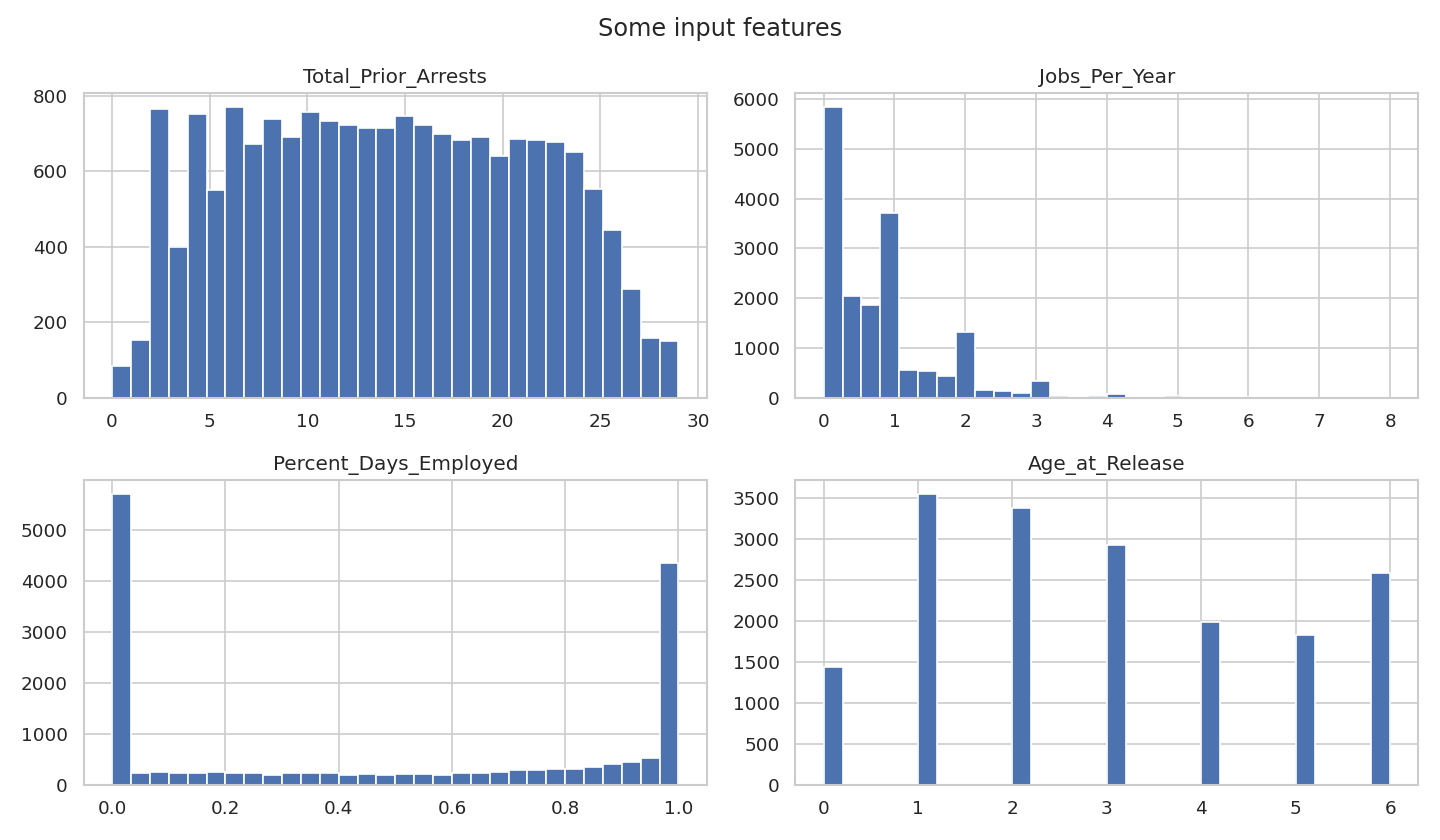 Some input features
Total_Prior_Arrests
800
600
400
200
0
0 5 10 15 20 25 30
Jobs_Per_Year
6000
5000
4000
3000
2000
1000
0
0 1 2 3 4 5 6 7 8
Percent_Days_Employed
5000
4000
3000
2000
1000
0
0.0 0.2 0.4 0.6 0.8 1.0
Age_at_Release
3500
3000
2500
2000
1500
1000
500
0
0 1 2 3 4 5 6